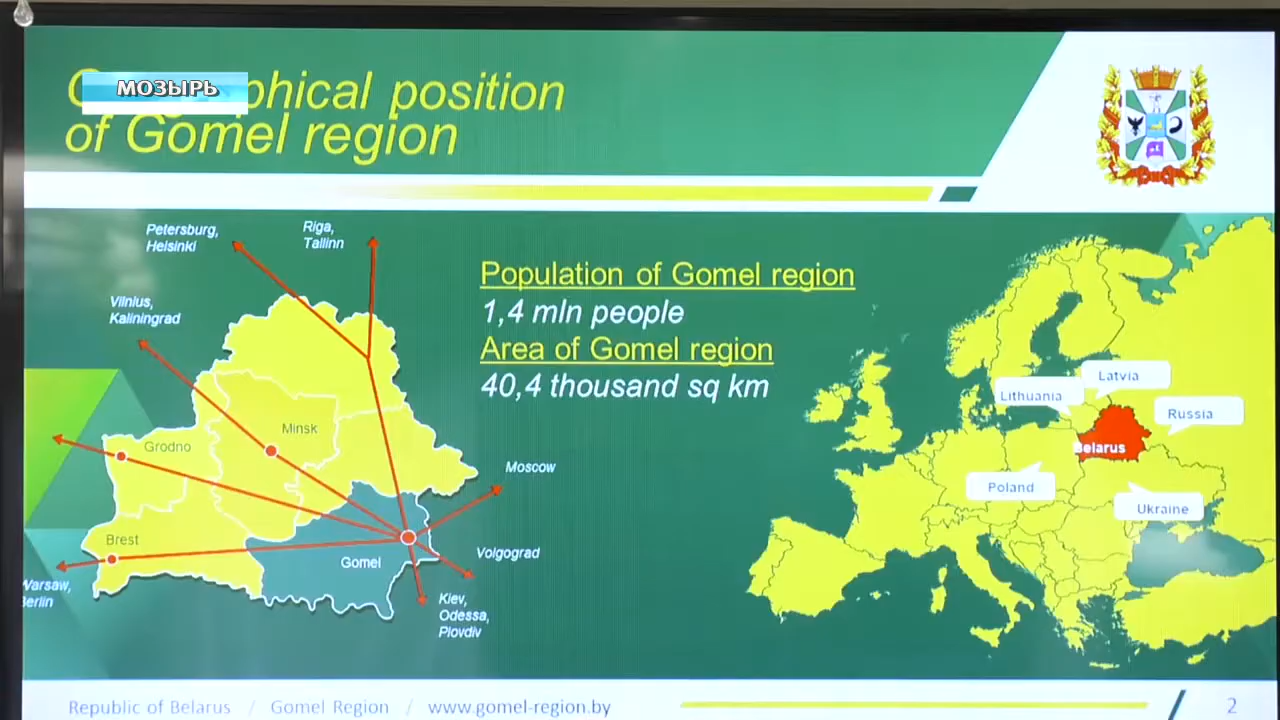 МОЗЫРЬ
position
of Gomel region
Petersburg,
Helsinki
Riga,
Tallinn
Vilnius,
Kaliningrad
Population of Gomel region
1,4 mln people
Area of Gomel region
40,4 thousand sq km
Grodno
Minsk
Brest
Gomel
Moscow
Volgograd
Kiev,
Odessa,
Plovdiv
Warsaw,
Berlin
Latvia
Lithuania
Russia
Belarus
Poland
Ukraine
Republic of Belarus / Gomel Region / www.gomel-region.by
2